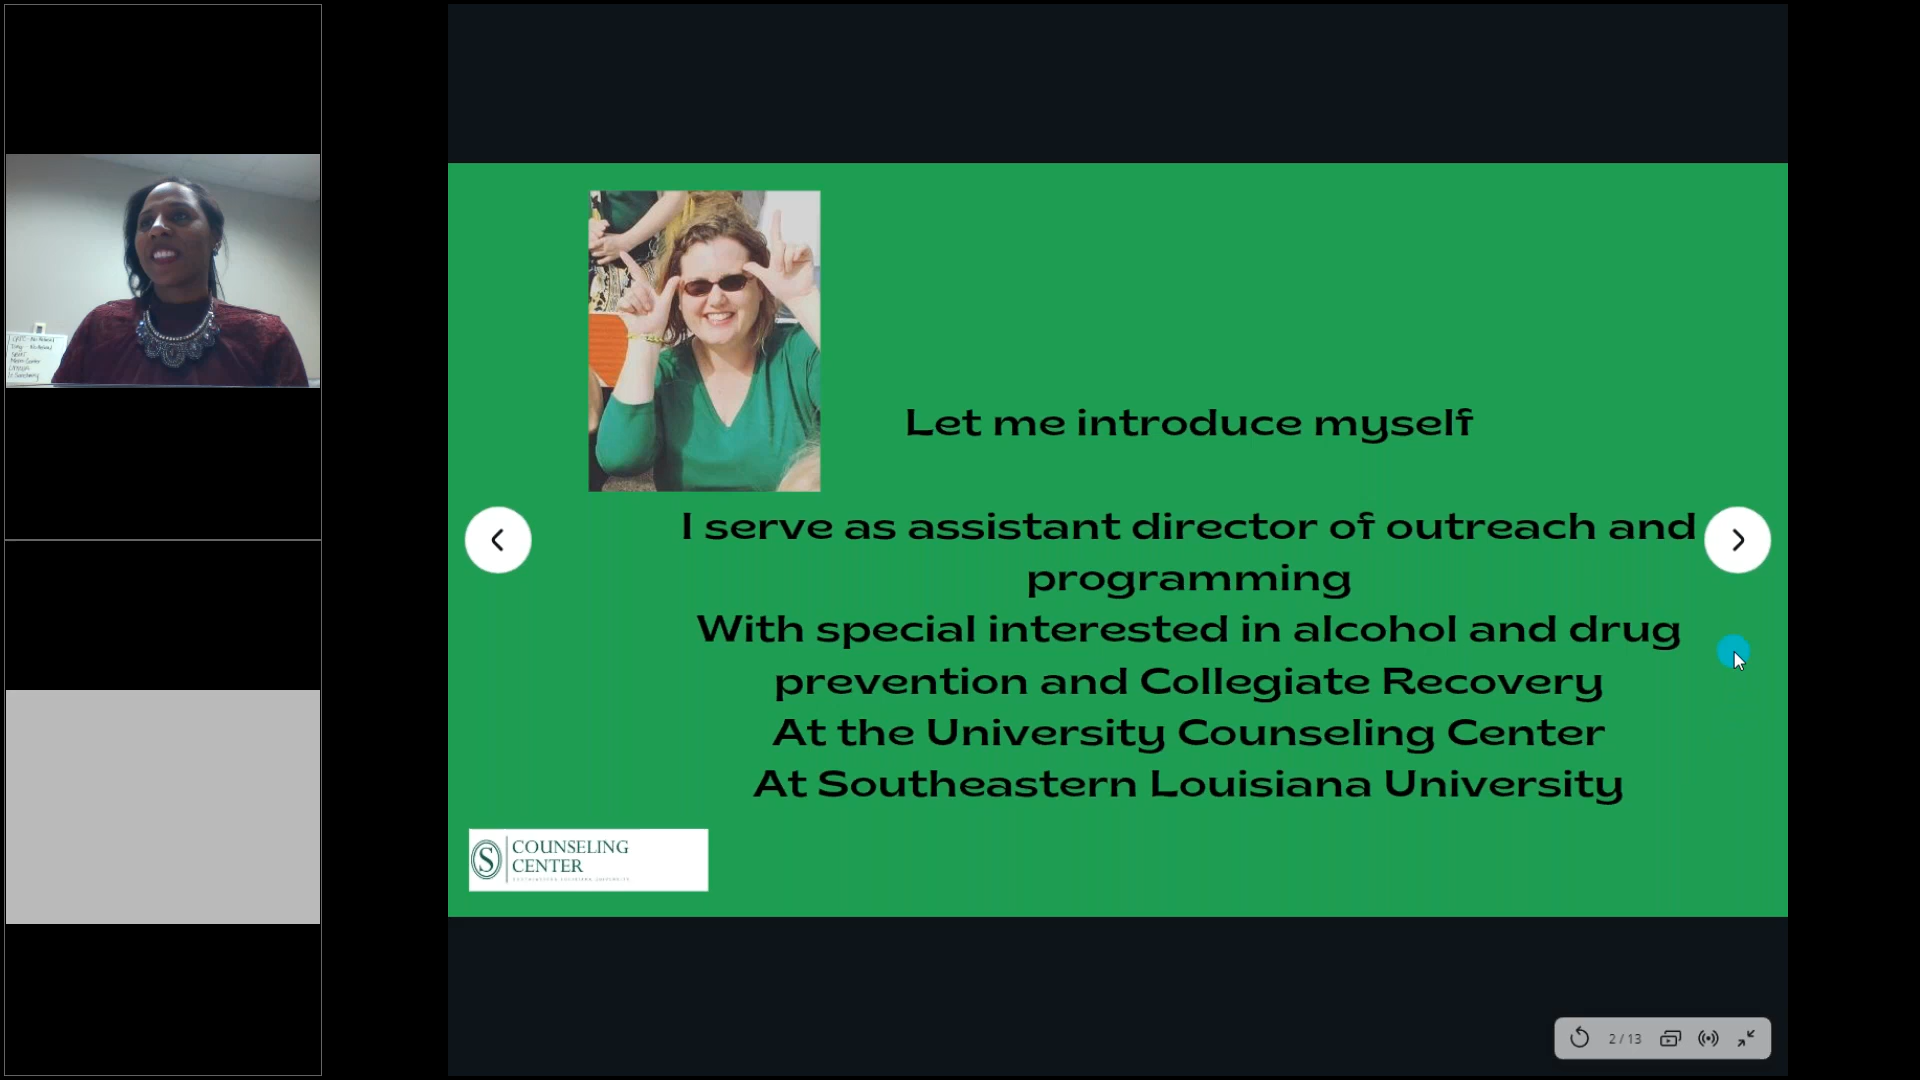 Let me introduce myself
I serve as assistant director of outreach and
programming
With special interested in alcohol and drug
prevention and Collegiate Recovery
At the University Counseling Center
At Southeastern Louisiana University
S
COUNSELING
CENTER
2 / 13